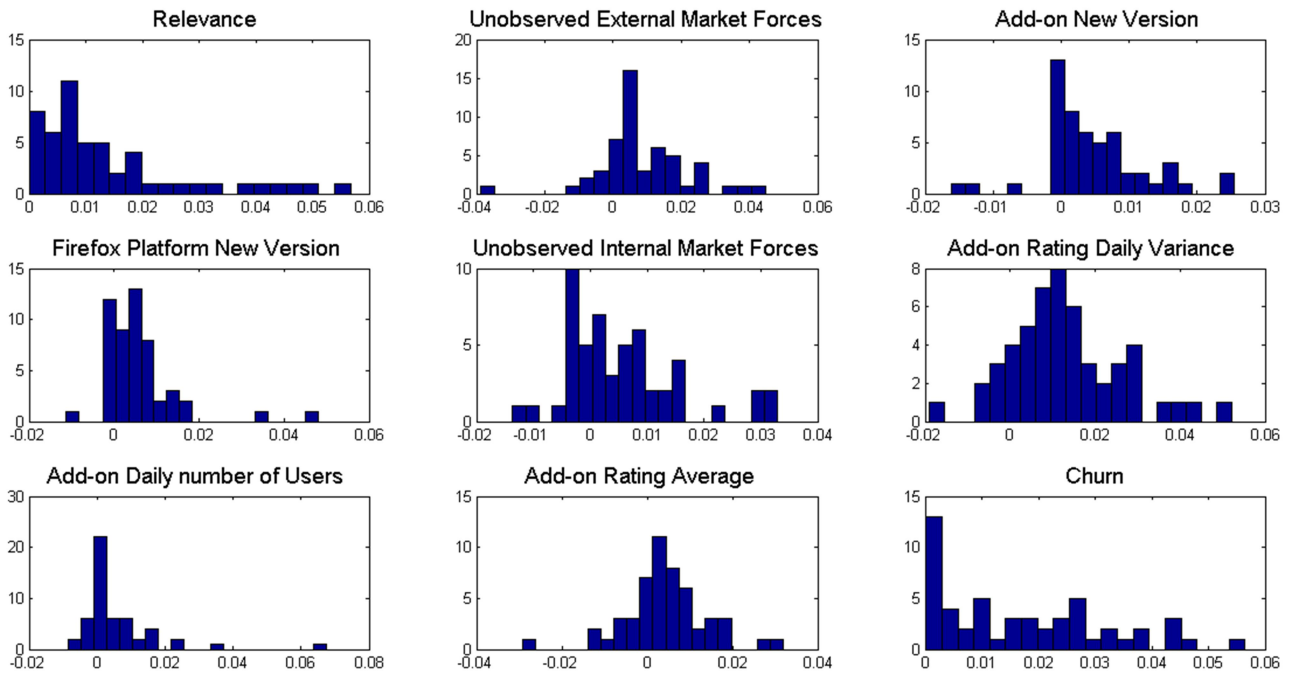 Relevance
15
10
5
0
0 0.01 0.02 0.03 0.04 0.05 0.06
Unobserved External Market Forces
20
15
10
5
0
-0.04 -0.02 0 0.02 0.04 0.06
Add-on New Version
15
10
5
0
-0.02 -0.01 0 0.01 0.02 0.03
Firefox Platform New Version
15
10
5
0
-0.02 0 0.02 0.04 0.06
Unobserved Internal Market Forces
10
5
0
-0.02 -0.01 0 0.01 0.02 0.03 0.04
Add-on Rating Daily Variance
8
6
4
2
0
-0.02 0 0.02 0.04 0.06
Add-on Daily number of Users
30
20
10
0
-0.02 0 0.02 0.04 0.06 0.08
Add-on Rating Average
15
10
5
0
-0.04 -0.02 0 0.02 0.04
Churn
15
10
5
0
0 0.01 0.02 0.03 0.04 0.05 0.06